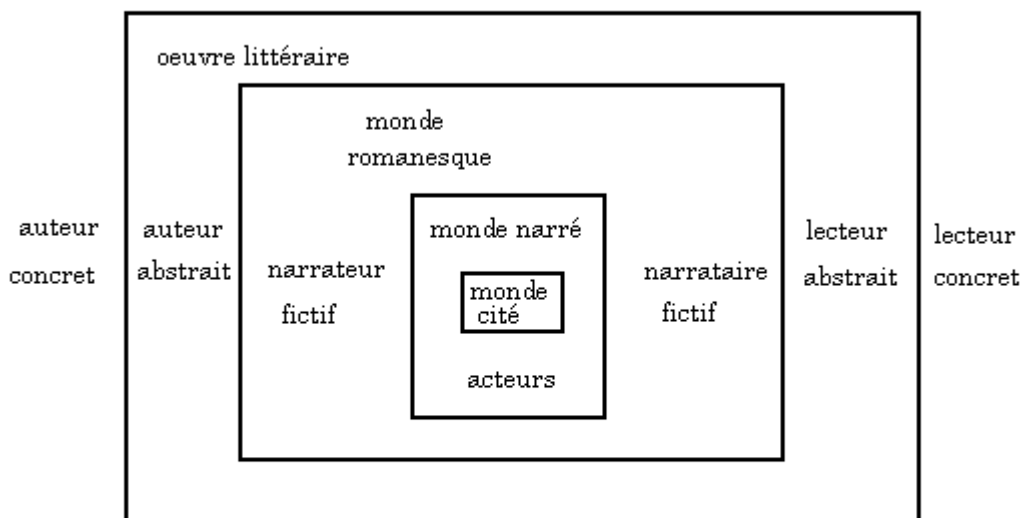 oeuvre littéraire
monde
romanesque
auteur
concret
auteur
abstrait
narrateur
fictif
monde narré
monde
cité
acteurs
narrataire
fictif
lecteur
abstrait
lecteur
concret